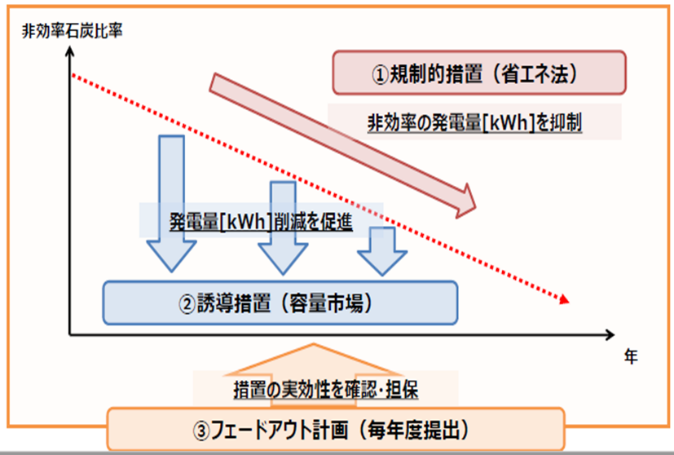 非効率石炭比率
①規制的措置（省エネ法）
非効率の発電量[kWh]を抑制
発電量[kWh]削減を促進
②誘導措置（容量市場）
年
措置の実効性を確認･担保
③フェードアウト計画（毎年度提出）